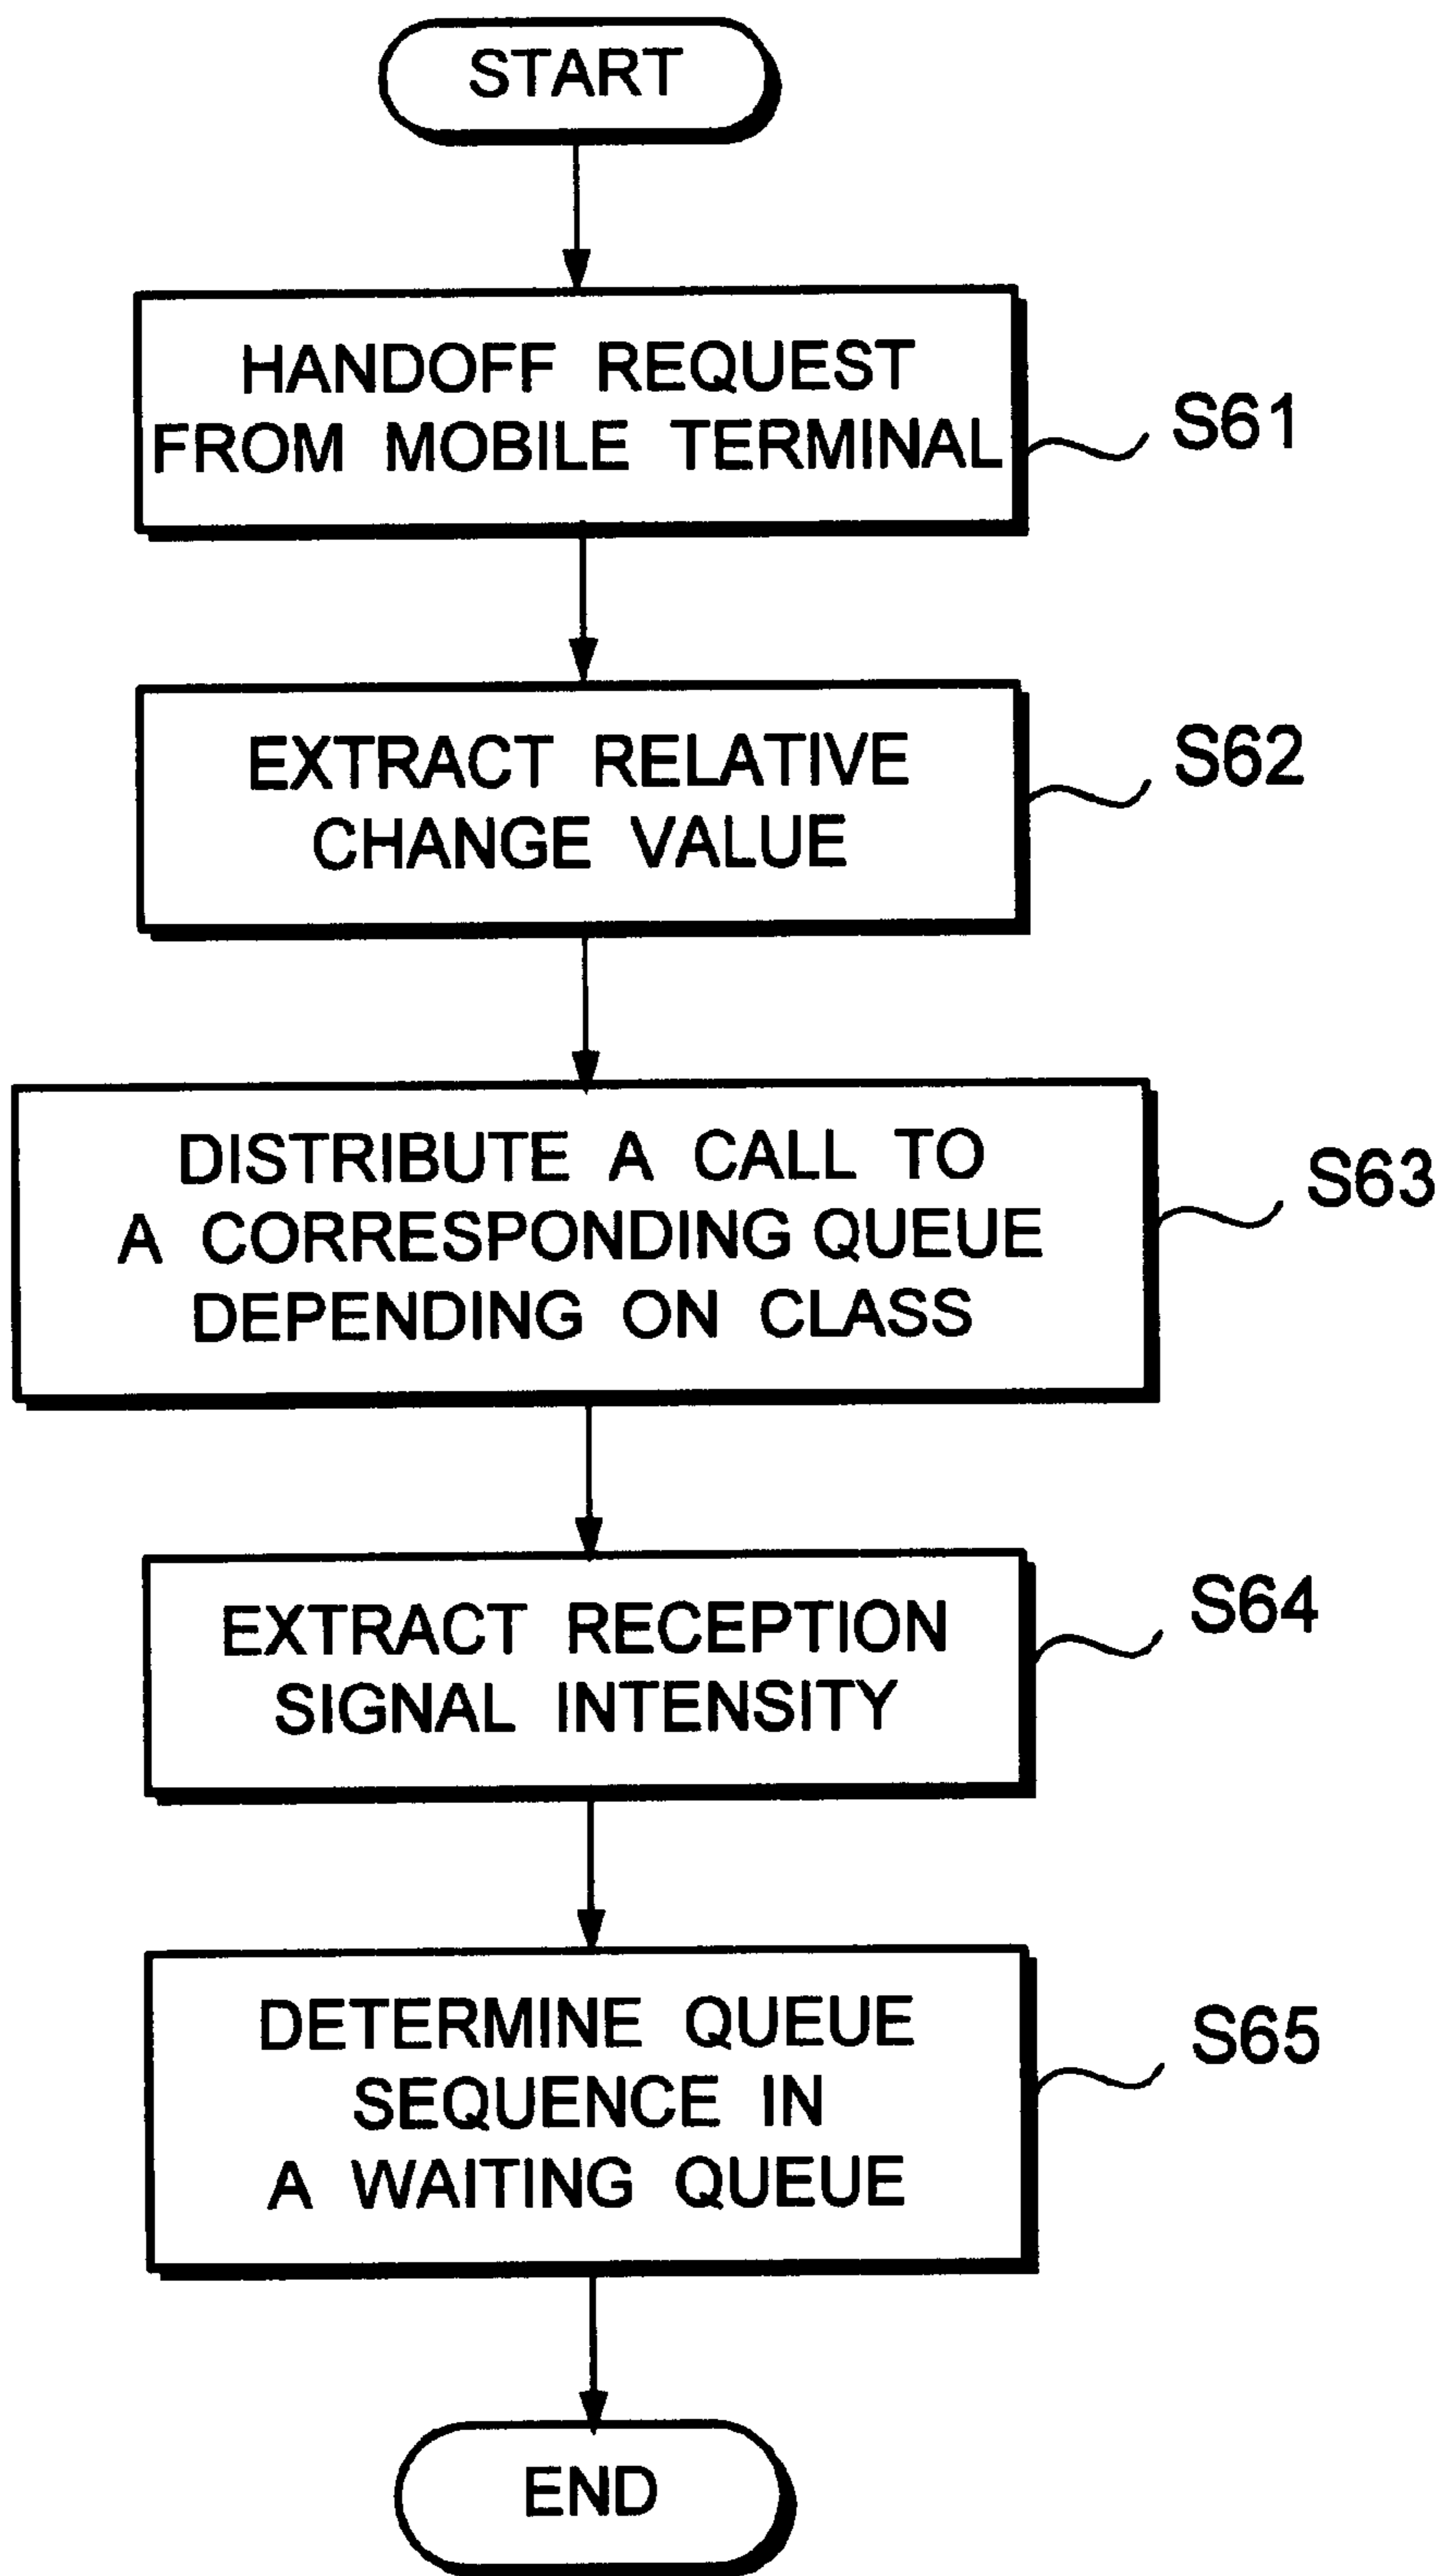 START
HANDOFF REQUEST
FROM MOBILE TERMINAL
S61
EXTRACT RELATIVE
CHANGE VALUE
S62
DISTRIBUTE A CALL TO
A CORRESPONDING QUEUE
DEPENDING ON CLASS
S63
EXTRACT RECEPTION
SIGNAL INTENSITY
S64
DETERMINE QUEUE
SEQUENCE IN
A WAITING QUEUE
S65
END